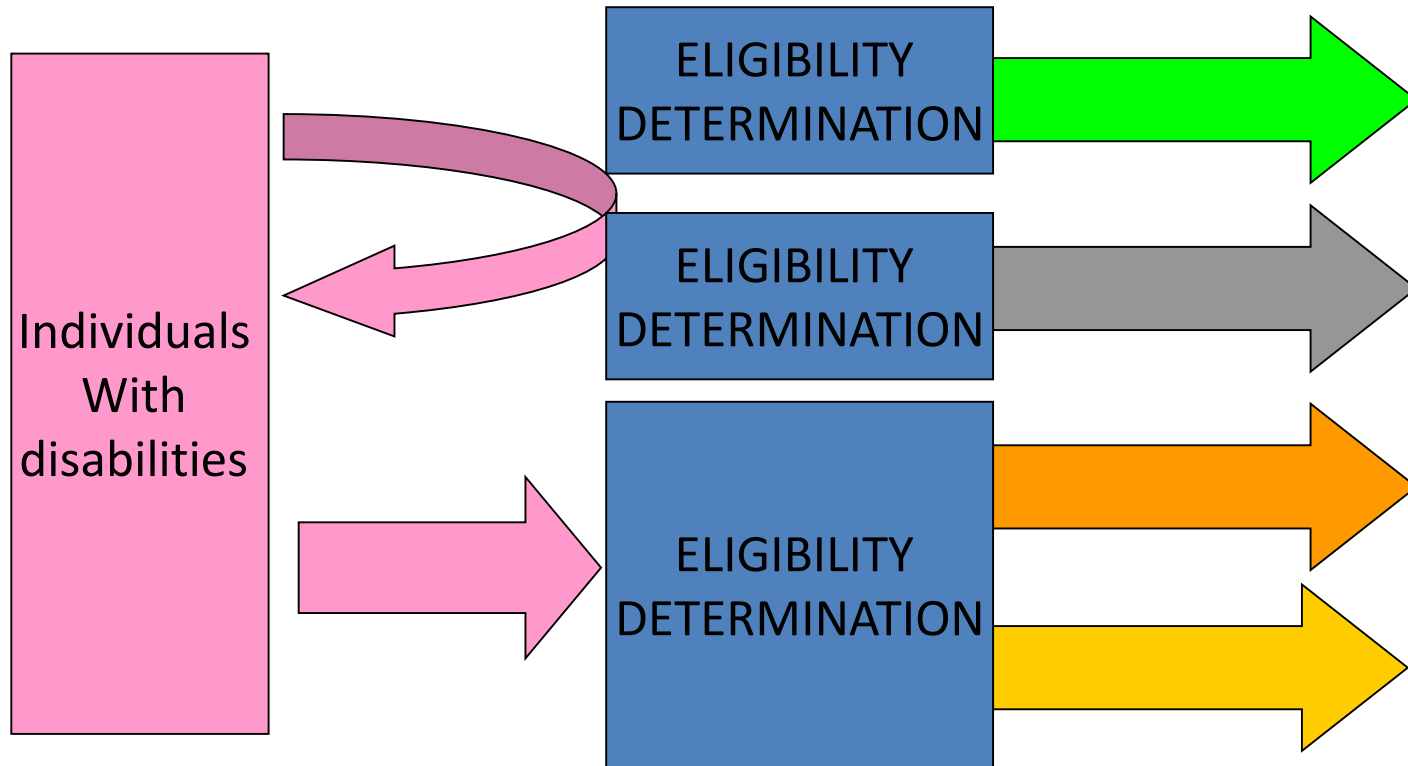 Individuals
With
disabilities
ELIGIBILITY
DETERMINATION
ELIGIBILITY
DETERMINATION
ELIGIBILITY
DETERMINATION